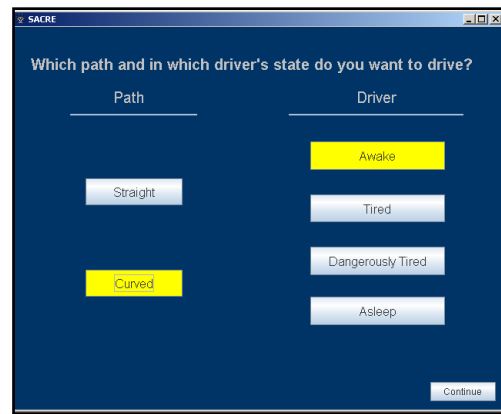 SACRE
Which path and in which driver's state do you want to drive?
Path
Driver
Awake
Straight
Tired
Dangerously Tired
Curved
Asleep
Continue